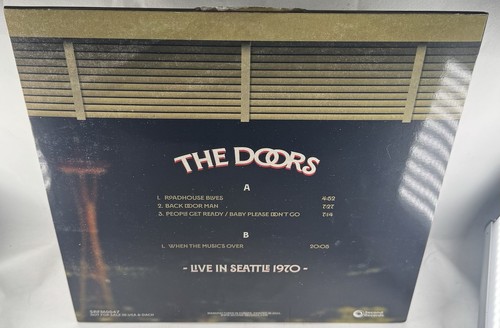 THE DOORS
A
1. ROADHOUSE BLUES 4:52
2. BACK DOOR MAN 7:27
3. PEOPLE GET READY / BABY PLEASE DON'T GO 7:14
B
1. WHEN THE MUSIC'S OVER 20:05
- LIVE IN SEATTLE 1970 -